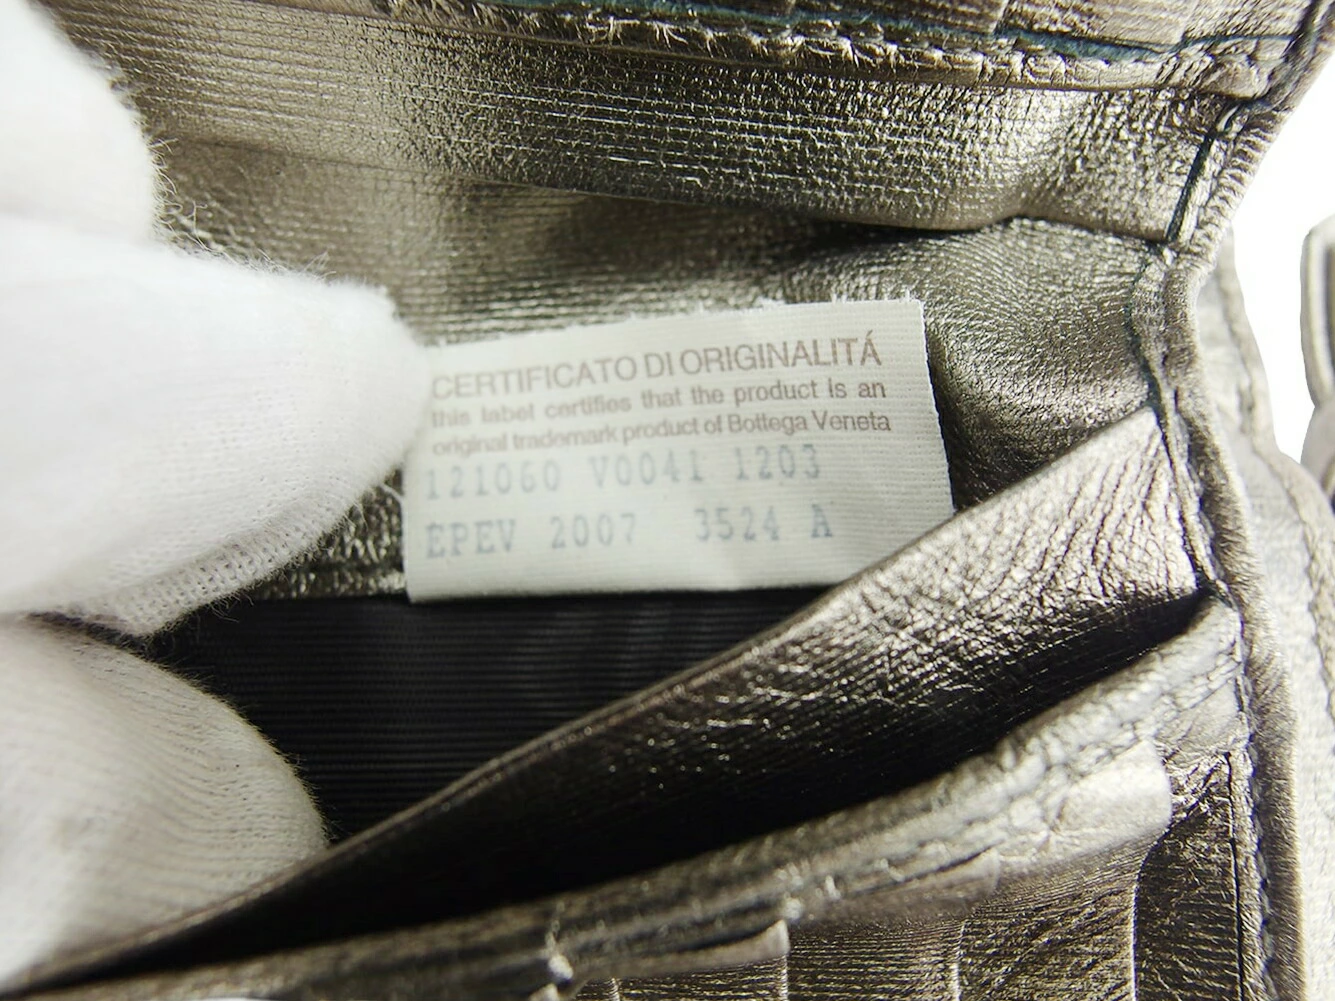 CERTIFICATO DI ORIGINALITÁ
this label certifies that the product is an
original trademark product of Bottega Veneta
121060 V0041 1203
EPEV 2007 3524 A